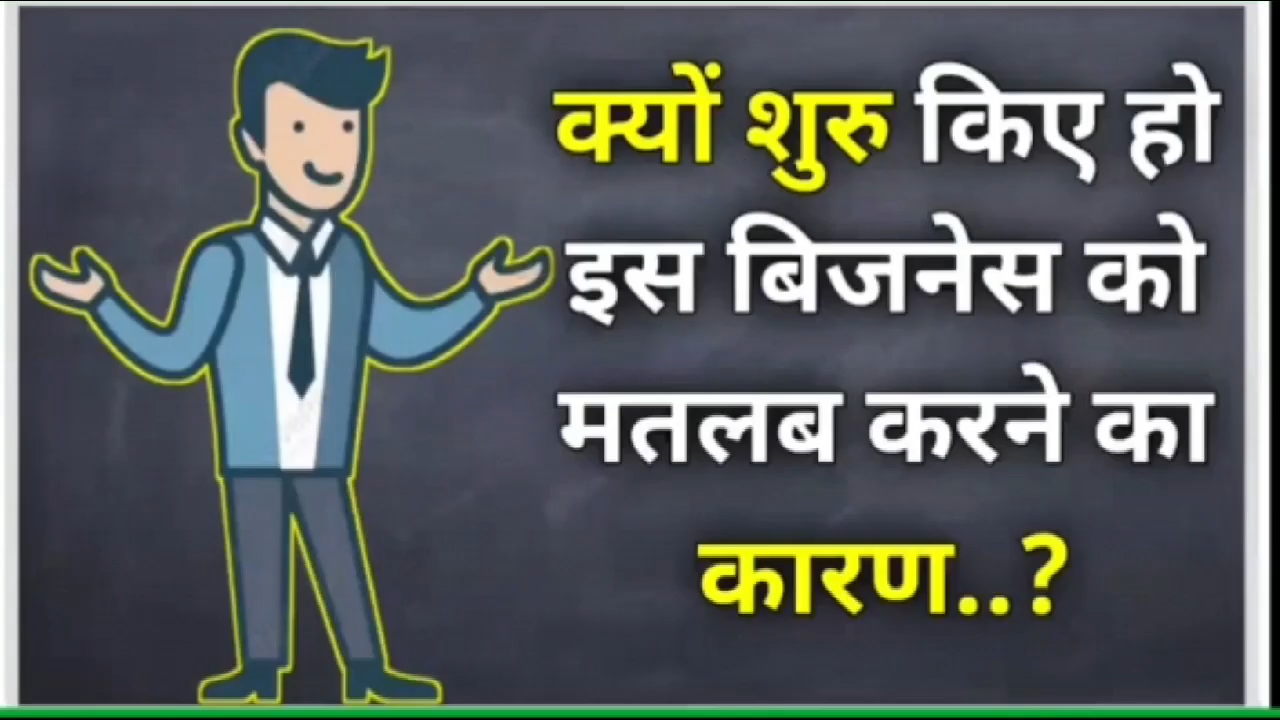 क्यों शुरु किए हो
इस बिजनेस को
मतलब करने का
कारण..?